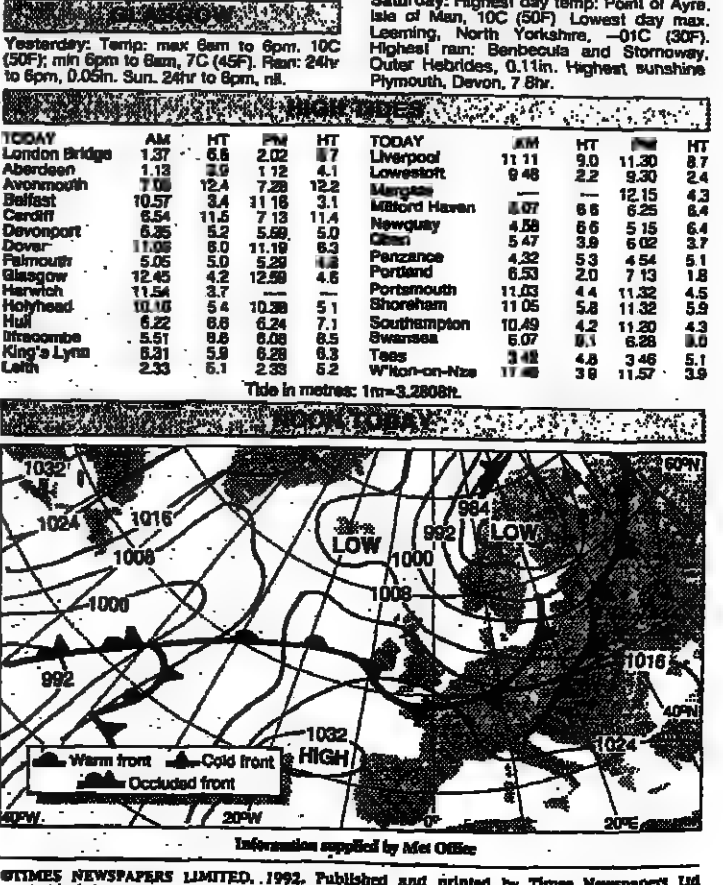 GLASGOW
Yesterday: Temp: max 6am to 6pm, 10C
(50F); min 6pm to 6am, 7C (45F). Rain: 24hr
to 6pm, 0.05in. Sun. 24hr to 6pm, nil.
Saturday: Highest day temp: Point of Ayre.
Isle of Man, 10C (50F) Lowest day max.
Leeming, North Yorkshire, —01C (30F).
Highest rain: Benbecula and Stornoway.
Outer Hebrides, 0.11in. Highest sunshine
Plymouth, Devon, 7 8hr.
HIGH TIDES
TODAY AM HT PM HT
London Bridge 1.37 6.6 2.02
Aberdeen 1.13 1 12 4.1
Avonmouth 12.4 7.28 12.2
Belfast 10.57 3.4 11 16 3.1
Cardiff 6.54 11.5 7 13 11.4
Devonport 6.35 5.2 5.0
Dover 6.0 11.19 6.3
Falmouth 5.05 5.0 5.29
Glasgow 12.45 4.2 12.59 4.6
Harwich 11.54 3.7 — —
Holyhead 5 4 5 1
Hull 6.22 6.6 6.24 7.1
Ilfracombe 5.51 8.8 6.08 8.5
King's Lynn 6.31 5.9 6.28 6.3
Leith 2.33 5.1 2.33 5.2
TODAY AM HT HT
Liverpool 11 11 9.0 11.30 8.7
Lowestoft 9 48 2.2 9.30 2.4
Margate — — 12.15 4.3
Milford Haven 6 6 6.25 6.4
Newquay 4.58 6 6 5 15 6.4
Oban 5 47 3.9 6 02 3.7
Penzance 4.32 5 3 4 54 5.1
Portland 6.53 2.0 7 13 1.8
Portsmouth 11.03 4 4 11.32 4.5
Shoreham 11 05 5.8 11.32 5.9
Southampton 10.49 4.2 11.20 4.3
Swansea 6.07 6.28
Tees 4.8 3 46 5.1
W'lton-on-Nze 3 9 11.57 3.9
Tide in metres: 1m=3.2808ft.
NOON TODAY
1032
1024
1016
1008
1000
992
LOW
1000
1008
992
984
LOW
60°N
1016
40°N
1024
1032
HIGH
Warm front Cold front
Occluded front
40°W 20°W 0° 20°E
Information supplied by Met Office
©TIMES NEWSPAPERS LIMITED, 1992. Published and printed by Times Newspapers Ltd